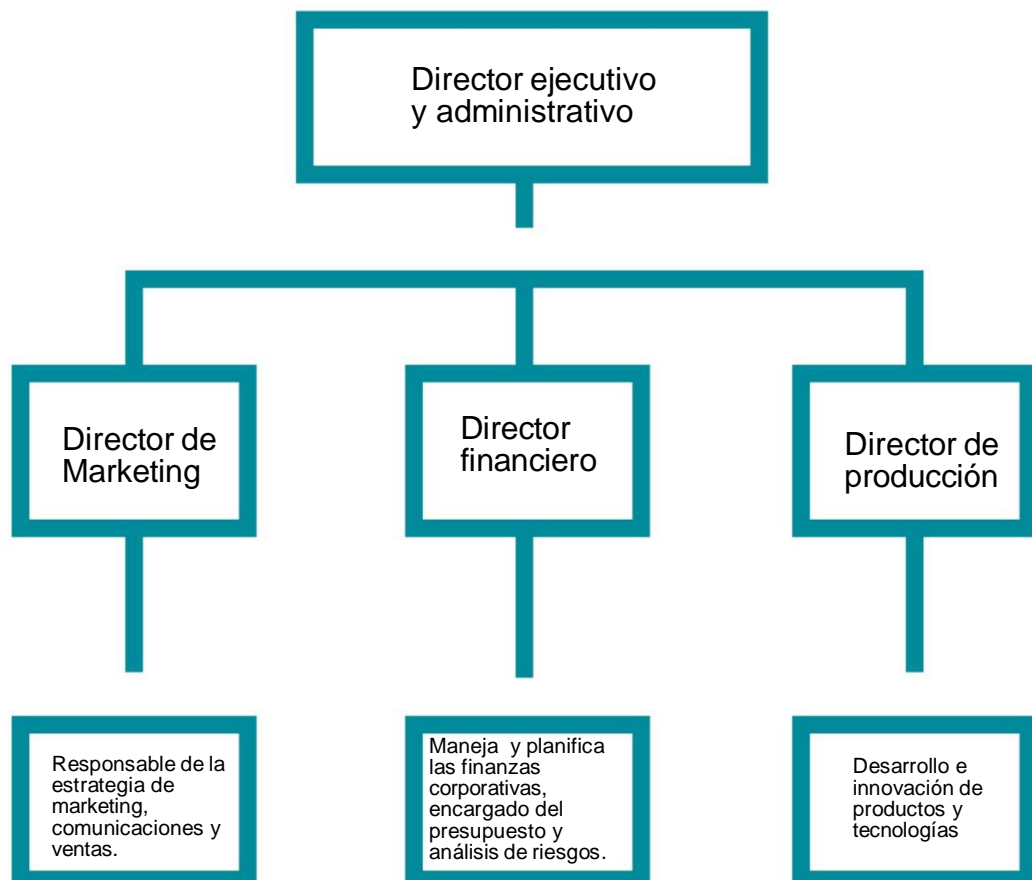 Director ejecutivo
y administrativo
Director de
Marketing
Director
financiero
Director de
producción
Responsable de la
estrategia de
marketing,
comunicaciones y
ventas.
Maneja  y planifica
las finanzas
corporativas,
encargado del
presupuesto y
análisis de riesgos.
Desarrollo e
innovación de
productos y
tecnologías